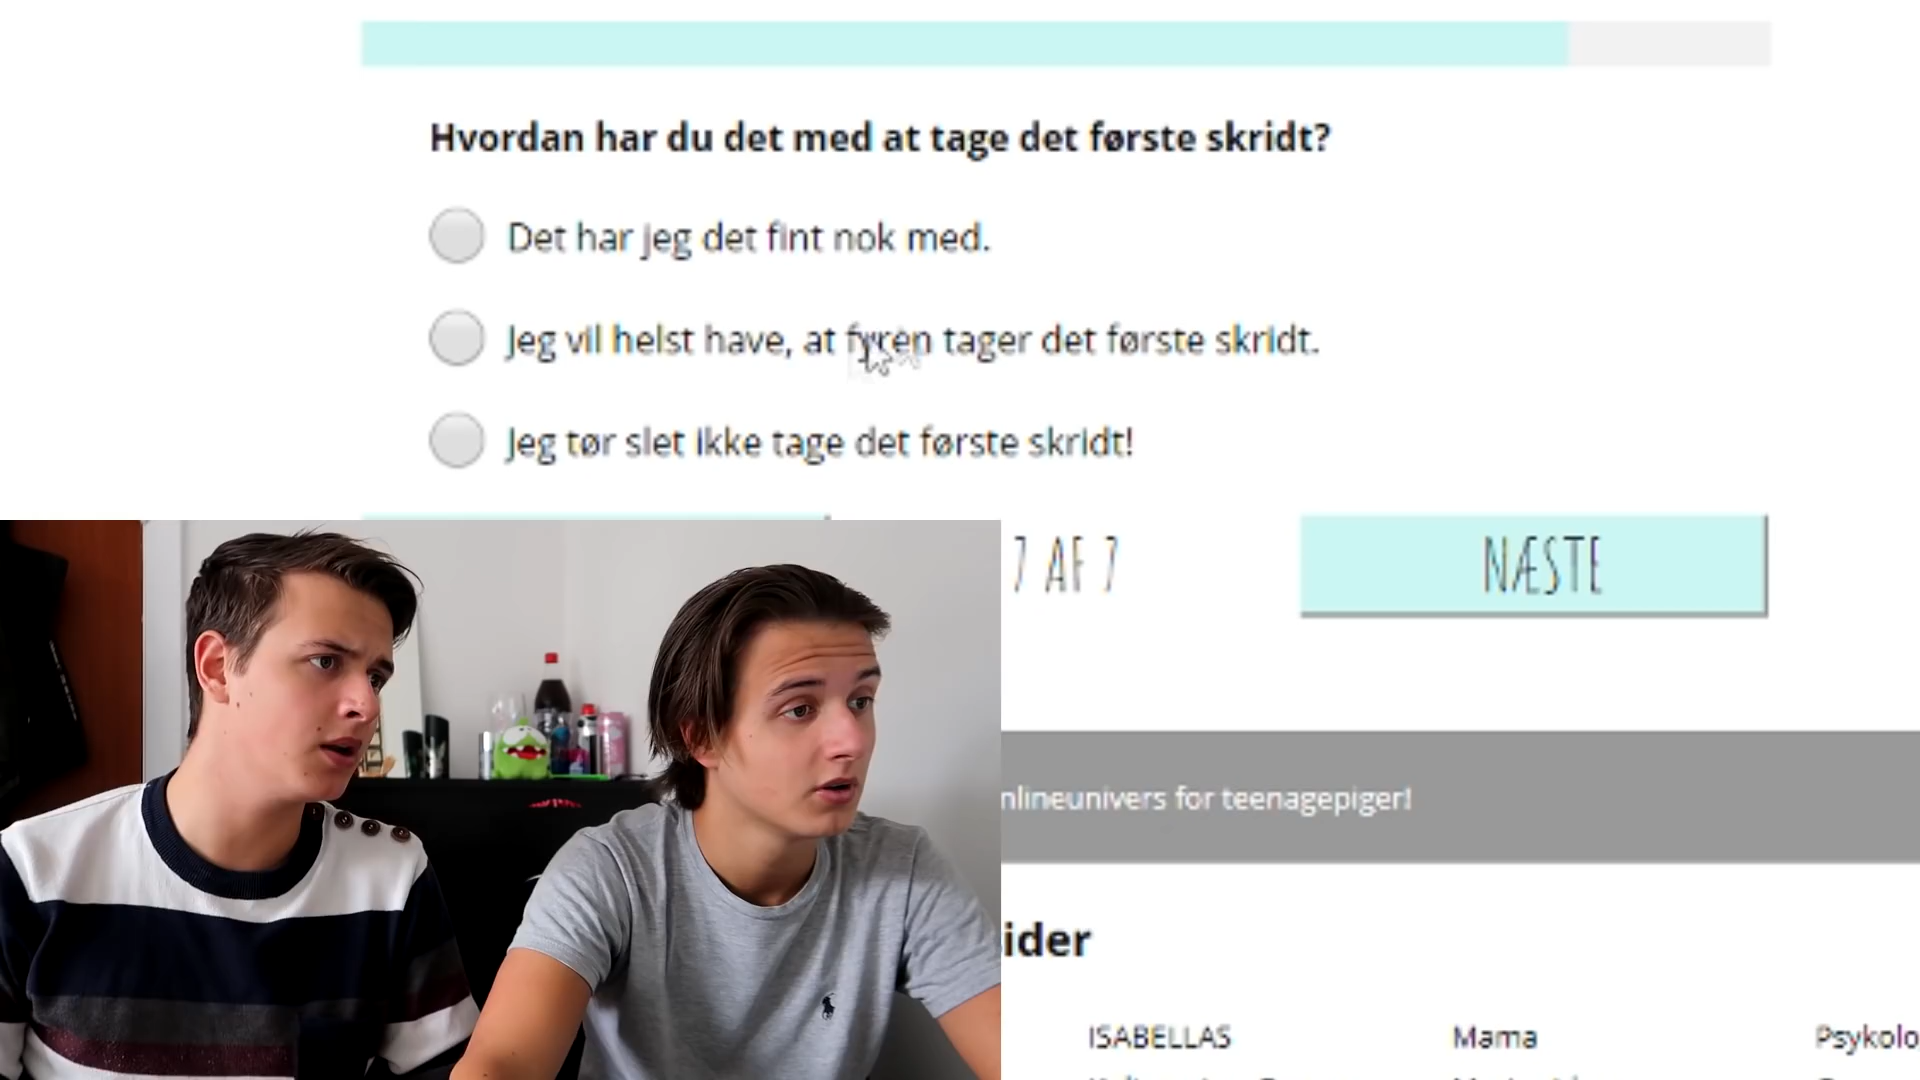 Hvordan har du det med at tage det første skridt?
Det har jeg det fint nok med.
Jeg vil helst have, at fyren tager det første skridt.
Jeg tør slet ikke tage det første skridt!
7 AF 7
NÆSTE
nlineunivers for teenagepiger!
ider
ISABELLAS
Mama
Psykolo